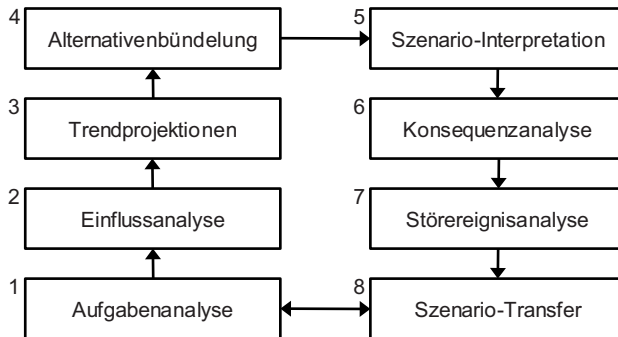 4 Alternativenbündelung
5 Szenario-Interpretation
3 Trendprojektionen
6 Konsequenzanalyse
2 Einflussanalyse
7 Störereignisanalyse
1 Aufgabenanalyse
8 Szenario-Transfer